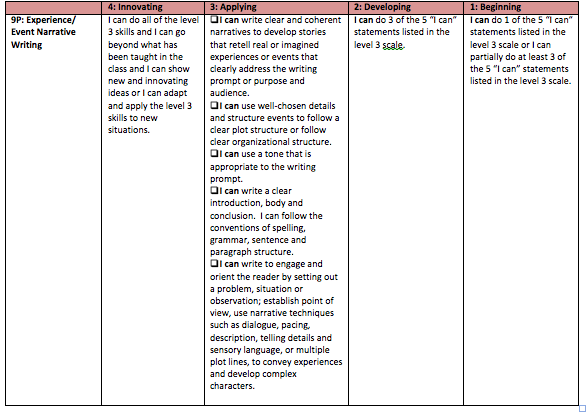 4: Innovating
3: Applying
2: Developing
1: Beginning
9P: Experience/
Event Narrative
Writing
I can do all of the level
3 skills and I can go
beyond what has
been taught in the
class and I can show
new and innovating
ideas or I can adapt
and apply the level 3
skills to new
situations.
❑I can write clear and coherent
narratives to develop stories
that retell real or imagined
experiences or events that
clearly address the writing
prompt or purpose and
audience.
❑I can use well-chosen details
and structure events to follow a
clear plot structure or follow
clear organizational structure.
❑I can use a tone that is
appropriate to the writing
prompt.
❑I can write a clear
introduction, body and
conclusion.  I can follow the
conventions of spelling,
grammar, sentence and
paragraph structure.
❑I can write to engage and
orient the reader by setting out
a problem, situation or
observation; establish point of
view, use narrative techniques
such as dialogue, pacing,
description, telling details and
sensory language, or multiple
plot lines, to convey experiences
and develop complex
characters.
I can do 3 of the 5 “I can”
statements listed in the
level 3 scale.
I can do 1 of the 5 “I can”
statements listed in the
level 3 scale or I can
partially do at least 3 of
the 5 “I can” statements
listed in the level 3 scale.